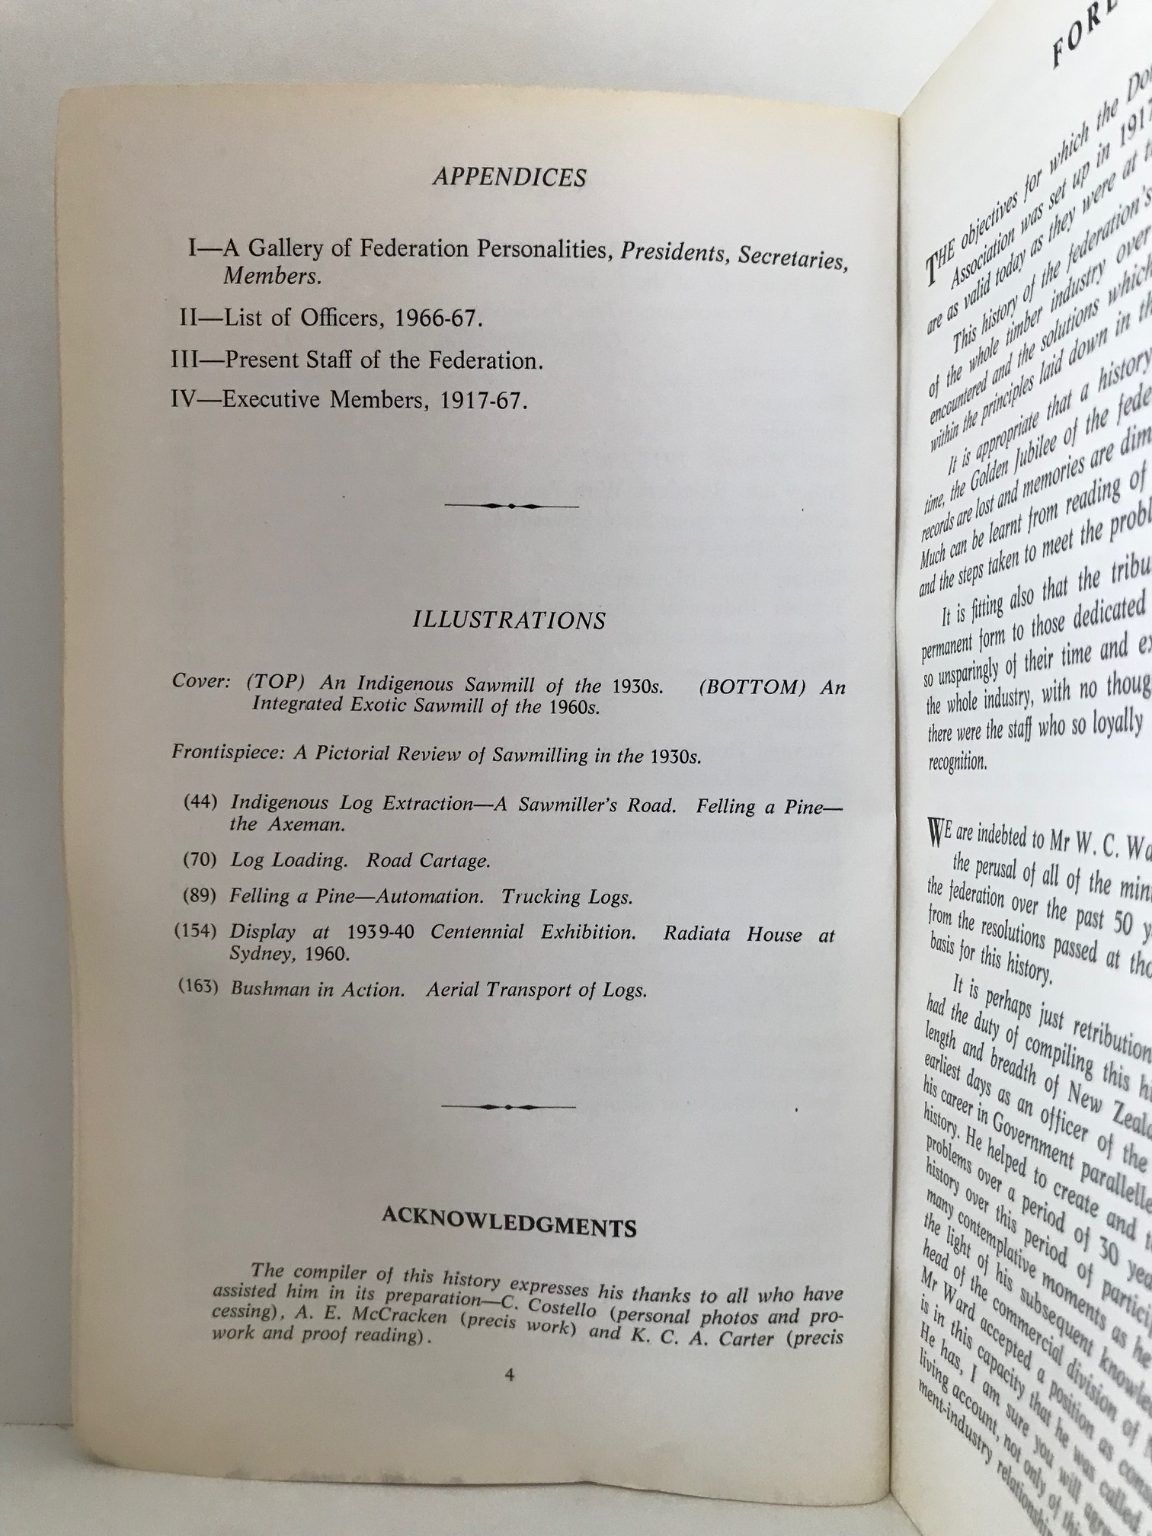 APPENDICES
I—A Gallery of Federation Personalities, Presidents, Secretaries,
Members.
II—List of Officers, 1966-67.
III—Present Staff of the Federation.
IV—Executive Members, 1917-67.
ILLUSTRATIONS
Cover: (TOP) An Indigenous Sawmill of the 1930s. (BOTTOM) An
Integrated Exotic Sawmill of the 1960s.
Frontispiece: A Pictorial Review of Sawmilling in the 1930s.
(44) Indigenous Log Extraction—A Sawmiller's Road. Felling a Pine—
the Axeman.
(70) Log Loading. Road Cartage.
(89) Felling a Pine—Automation. Trucking Logs.
(154) Display at 1939-40 Centennial Exhibition. Radiata House at
Sydney, 1960.
(163) Bushman in Action. Aerial Transport of Logs.
ACKNOWLEDGMENTS
The compiler of this history expresses his thanks to all who have
assisted him in its preparation—C. Costello (personal photos and pro-
cessing), A. E. McCracken (precis work) and K. C. A. Carter (precis
work and proof reading).
4
THE objectives for which the
Association was set up in 1917
are as valid today as they were at
This history of the federation's
of the whole timber industry over
encountered and the solutions which
within the principles laid down in
It is appropriate that a history
time, the Golden Jubilee of the
records are lost and memories are
Much can be learnt from reading of
and the steps taken to meet the
It is fitting also that the
permanent form to those dedicated
so unsparingly of their time and
the whole industry, with no
there were the staff who so loyally
recognition.
WE are indebted to Mr W. C.
the perusal of all of the
the federation over the past 50
from the resolutions passed at
basis for this history.
It is perhaps just retribution
had the duty of compiling this
length and breadth of New
earliest days as an officer of the
his career in Government
history. He helped to create and
problems over a period of 30
history over this period of
many contemplative moments as he
the light of his subsequent
head of the commercial division of
Mr Ward accepted a position as
is in this capacity that he was called
He has, I am sure you will
living account, not only of the
ment-industry